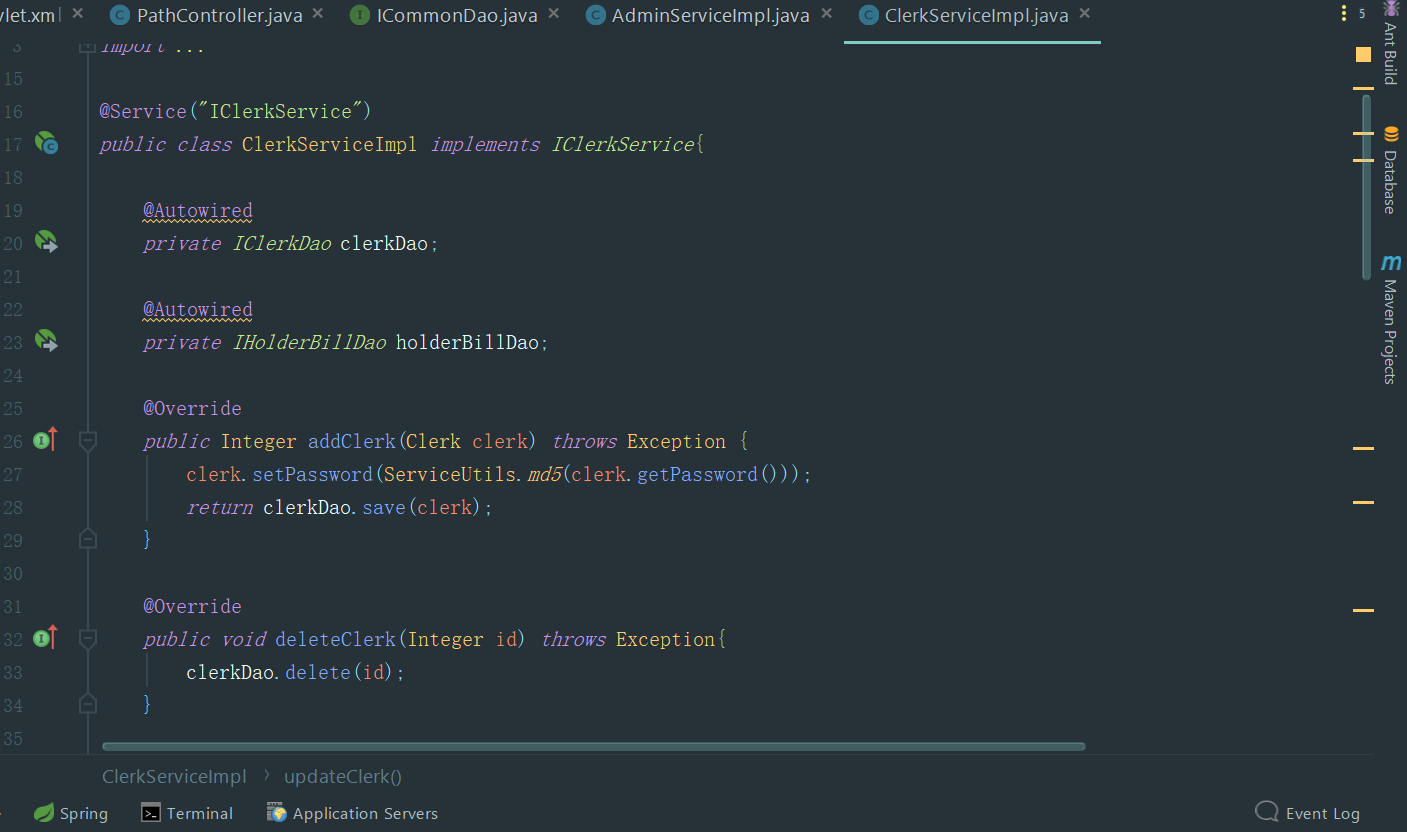 vlet.xml PathController.java ICommonDao.java AdminServiceImpl.java ClerkServiceImpl.java 5
3 import ...
15
16 @Service("IClerkService")
17 public class ClerkServiceImpl implements IClerkService{
18
19 @Autowired
20 private IClerkDao clerkDao;
21
22 @Autowired
23 private IHolderBillDao holderBillDao;
24
25 @Override
26 public Integer addClerk(Clerk clerk) throws Exception {
27 clerk.setPassword(ServiceUtils.md5(clerk.getPassword()));
28 return clerkDao.save(clerk);
29 }
30
31 @Override
32 public void deleteClerk(Integer id) throws Exception{
33 clerkDao.delete(id);
34 }
35
Ant Build
Database
m Maven Projects
ClerkServiceImpl › updateClerk()
Spring Terminal Application Servers Event Log